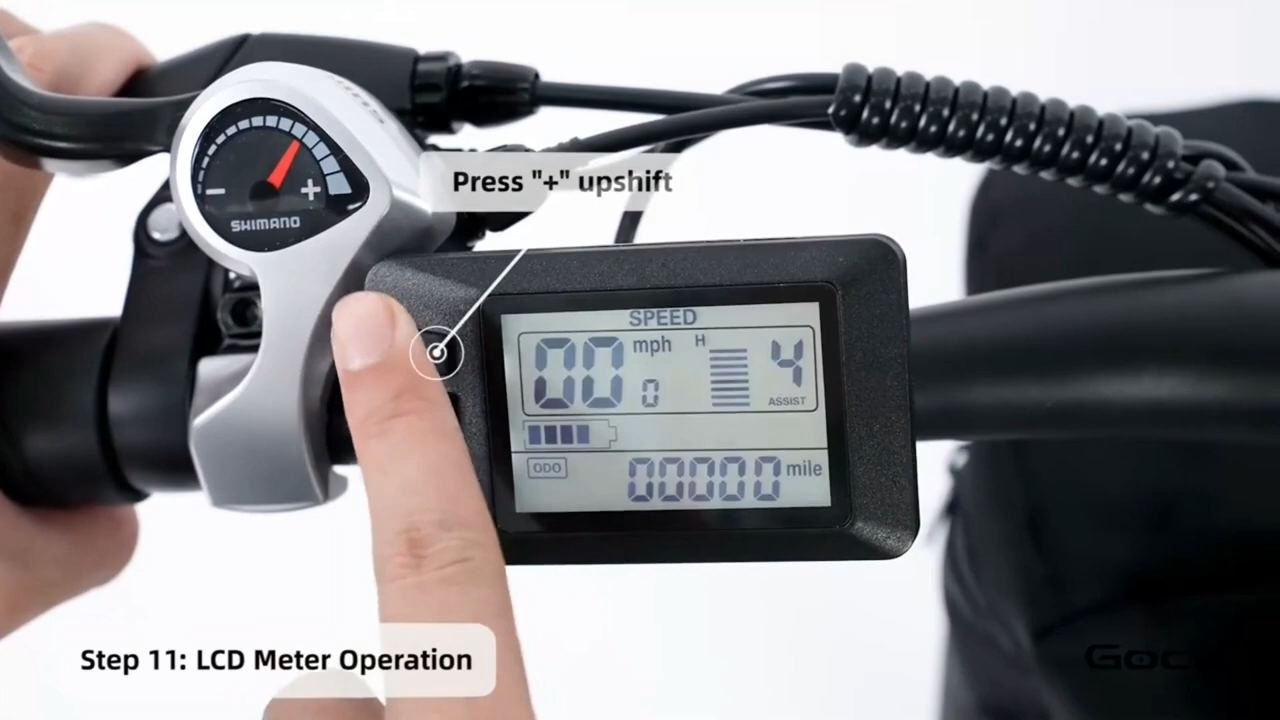 SHIMANO
Press "+" upshift
SPEED
00 mph 0 H 4
ASSIST
ODO
00000 mile
Step 11: LCD Meter Operation